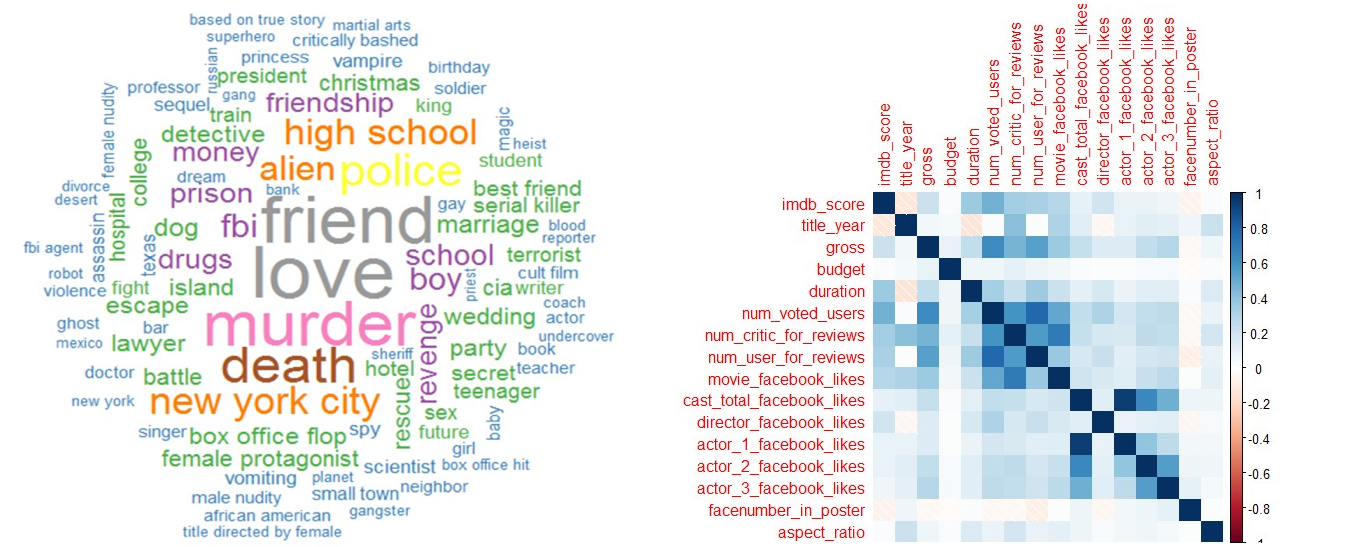 based on true story
martial arts
superhero
critically bashed
princess
vampire
russian
president
christmas
birthday
professor
gang
soldier
sequel
friendship
king
female nudity
train
magic
detective
high school
heist
college
money
alien
police
student
dream
divorce
prison
bank
best friend
desert
friend
gay
serial killer
hospital
dog
fbi
marriage
blood
assassin
reporter
fbi agent
texas
drugs
love
school
terrorist
robot
boy
priest
cult film
violence
fight
island
cia
writer
escape
coach
ghost
bar
murder
revenge
wedding
actor
mexico
lawyer
undercover
sheriff
party
book
doctor
battle
death
hotel
secret
teacher
new york
new york city
rescue
teenager
sex
baby
singer
box office flop
spy
future
girl
female protagonist
scientist
box office hit
vomiting
planet
neighbor
male nudity
small town
african american
gangster
title directed by female
imdb_score
title_year
gross
budget
duration
num_voted_users
num_critic_for_reviews
num_user_for_reviews
movie_facebook_likes
cast_total_facebook_likes
director_facebook_likes
actor_1_facebook_likes
actor_2_facebook_likes
actor_3_facebook_likes
facenumber_in_poster
aspect_ratio
imdb_score
title_year
gross
budget
duration
num_voted_users
num_critic_for_reviews
num_user_for_reviews
movie_facebook_likes
cast_total_facebook_likes
director_facebook_likes
actor_1_facebook_likes
actor_2_facebook_likes
actor_3_facebook_likes
facenumber_in_poster
aspect_ratio
1
0.8
0.6
0.4
0.2
0
-0.2
-0.4
-0.6
-0.8
-1